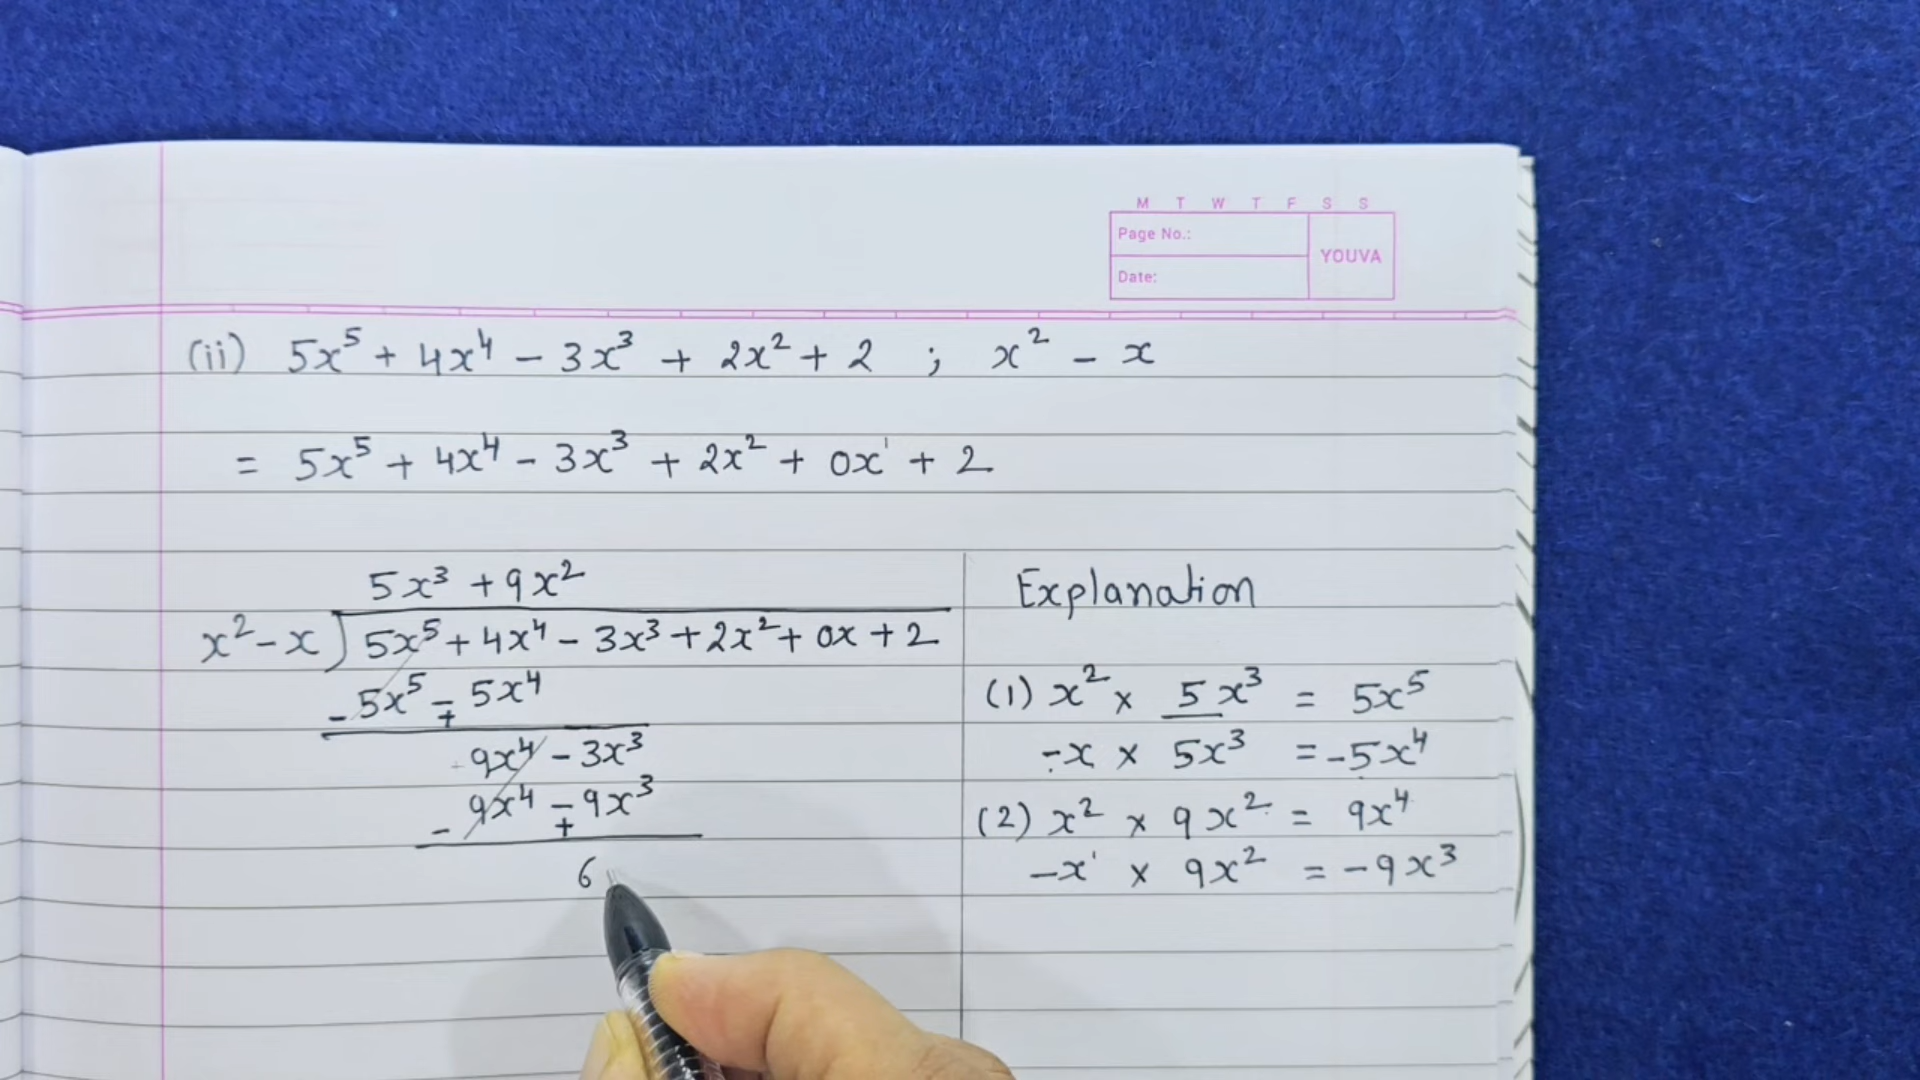 M T W T F S S
Page No.:
YOUVA
Date:
(ii) 5x⁵ + 4x⁴ - 3x³ + 2x² + 2 ; x² - x
= 5x⁵ + 4x⁴ - 3x³ + 2x² + 0x¹ + 2
5x³ + 9x²
x² - x ) 5x⁵ + 4x⁴ - 3x³ + 2x² + 0x + 2
5x⁵ - 5x⁴
- +
9x⁴ - 3x³
9x⁴ - 9x³
- +
6
Explanation
(1) x² × 5x³ = 5x⁵
-x × 5x³ = -5x⁴
(2) x² × 9x² = 9x⁴
-x¹ × 9x² = -9x³